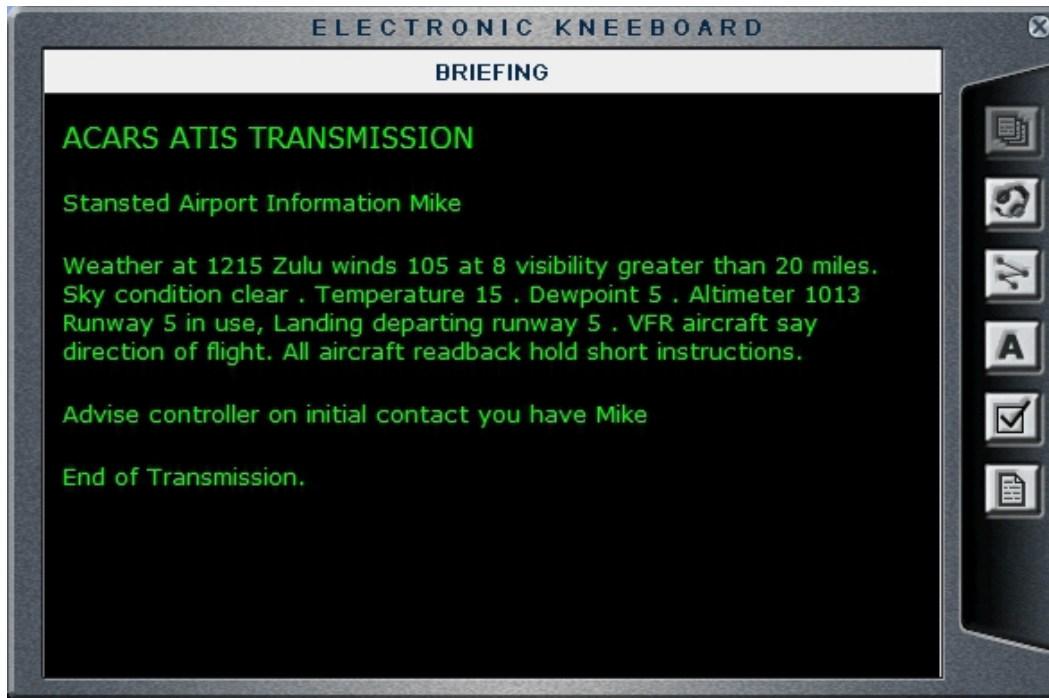 ELECTRONIC KNEEBOARD
BRIEFING
ACARS ATIS TRANSMISSION
Stansted Airport Information Mike
Weather at 1215 Zulu winds 105 at 8 visibility greater than 20 miles.
Sky condition clear . Temperature 15 . Dewpoint 5 . Altimeter 1013
Runway 5 in use, Landing departing runway 5 . VFR aircraft say
direction of flight. All aircraft readback hold short instructions.
Advise controller on initial contact you have Mike
End of Transmission.
A